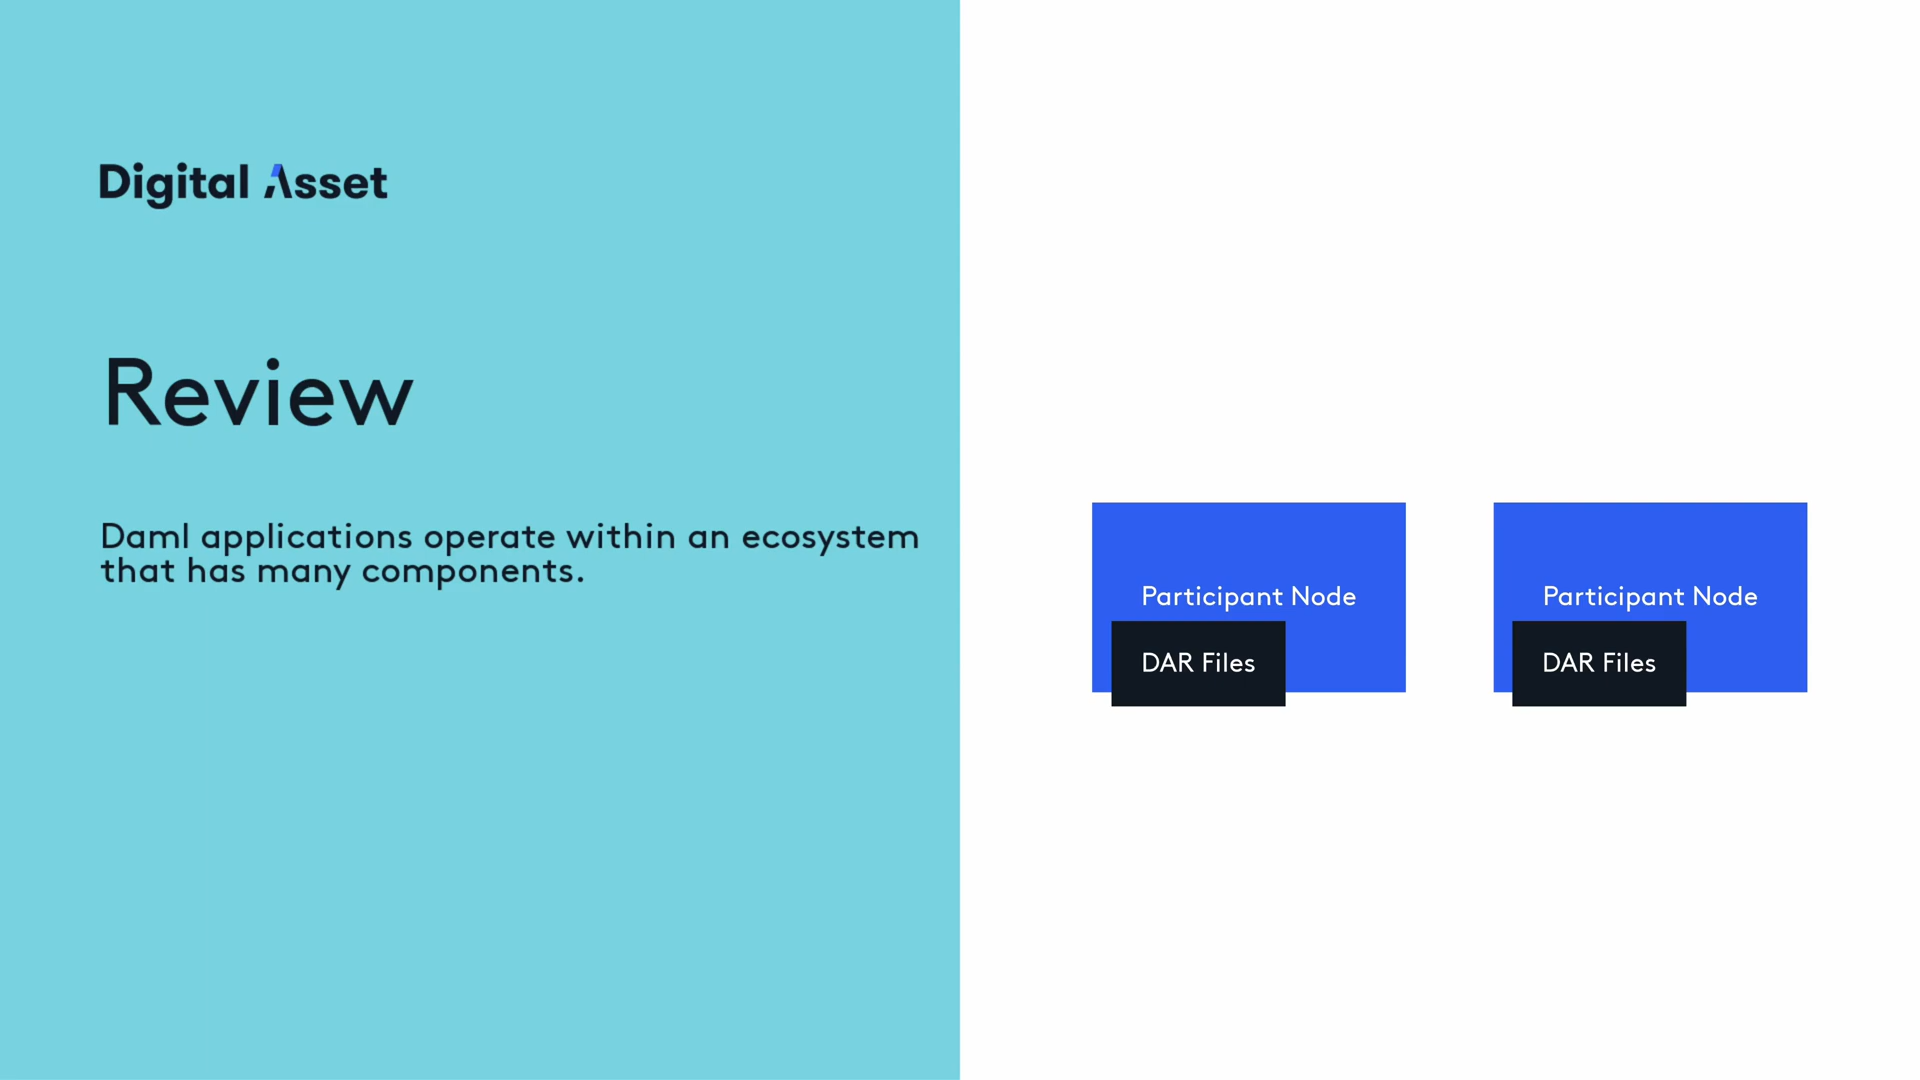 Digital Asset
Review
Daml applications operate within an ecosystem
that has many components.
Participant Node
DAR Files
Participant Node
DAR Files